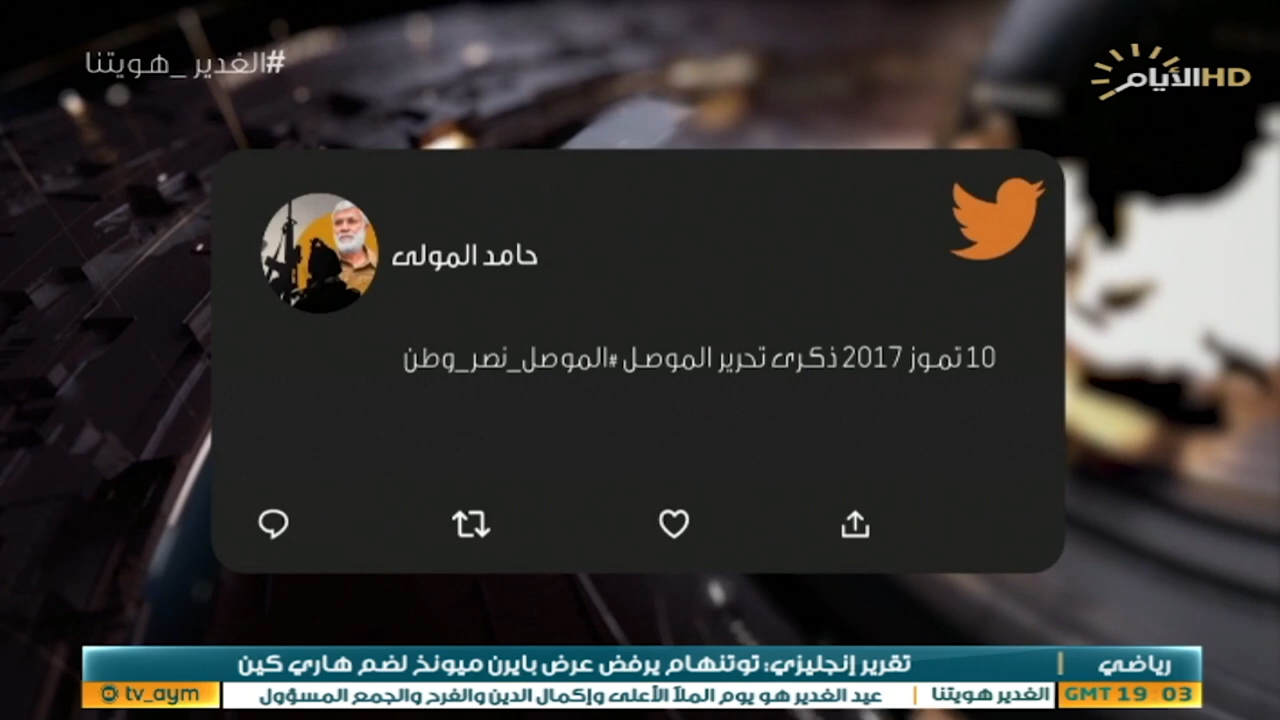 #الغدير_هويتنا
الأيام HD
حامد المولى
10 تموز 2017 ذكرى تحرير الموصل #الموصل_نصر_وطن
رياضي | تقرير إنجليزي: توتنهام يرفض عرض بايرن ميونخ لضم هاري كين
GMT 19 03 الغدير هويتنا | عيد الغدير هو يوم الملأ الأعلى وإكمال الدين والفرح والجمع المسؤول tv_aym